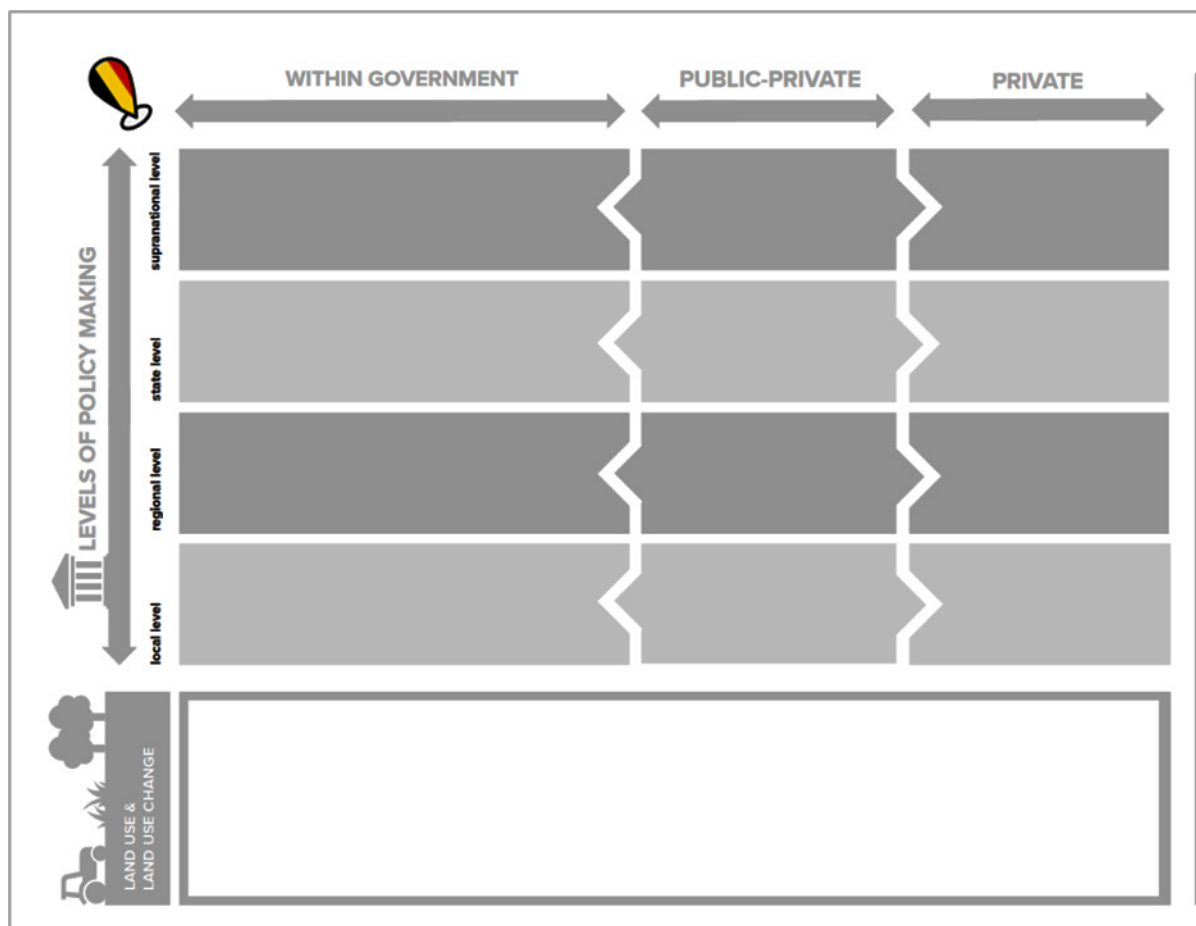 WITHIN GOVERNMENT
PUBLIC-PRIVATE
PRIVATE
LEVELS OF POLICY MAKING
supranational level
state level
regional level
local level
LAND USE &
LAND USE CHANGE